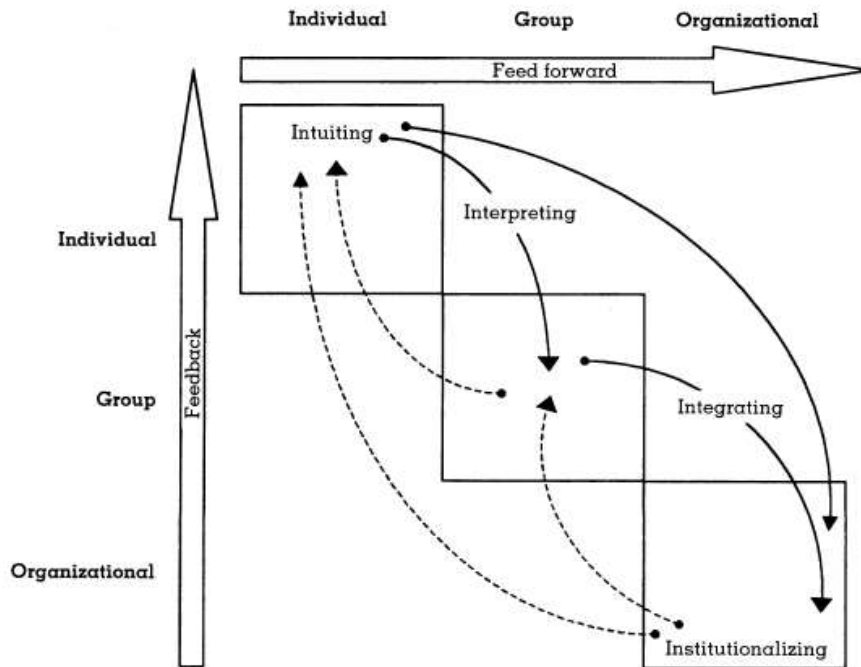 Individual Group Organizational
Feed forward
Intuiting
Interpreting
Individual
Feedback
Group
Integrating
Organizational
Institutionalizing